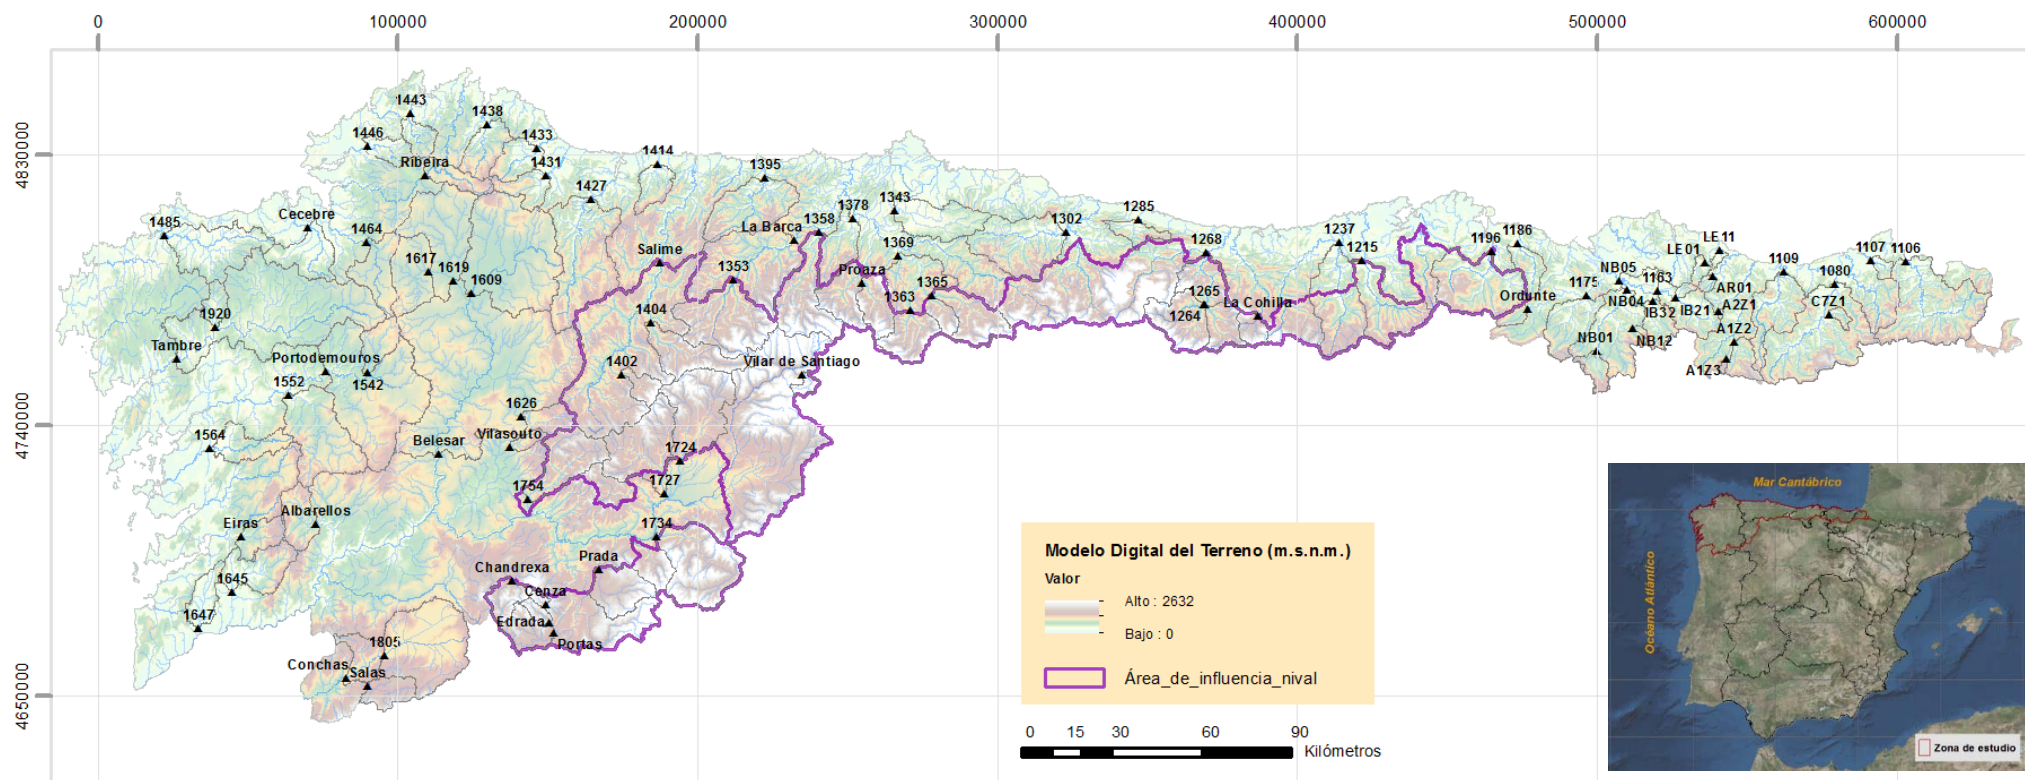 0
100000
200000
300000
400000
500000
600000
4830000
4740000
4650000
1443
1438
1446
1433
Ribeira
1431
1414
1395
1427
1343
1378
1358
La Barca
1302
1285
1485
Cecebre
1464
1237
1186
1196
1268
1215
LE11
LE01
1107
1106
1617
1619
1609
Salime
1353
1369
Proaza
1365
1363
1265
1264
La Cohilla
Ordunte
1175
NB05
1163
1109
1080
AR01
NB04
IB32
IB21
A2Z1
C7Z1
1920
1404
Tambre
Portodemouros
1402
Vilar de Santiago
NB01
NB12
A1Z2
A1Z3
1552
1542
1626
1564
Belesar
Vilasouto
1724
1727
1754
Eiras
Albarellos
1734
Prada
Chandrexa
Cenza
1645
Edrada
1647
Portas
1805
Conchas
Salas
Modelo Digital del Terreno (m.s.n.m.)
Valor
Alto : 2632
Bajo : 0
Área_de_influencia_nival
0 15 30 60 90
Kilómetros
Mar Cantábrico
Océano Atlántico
Zona de estudio